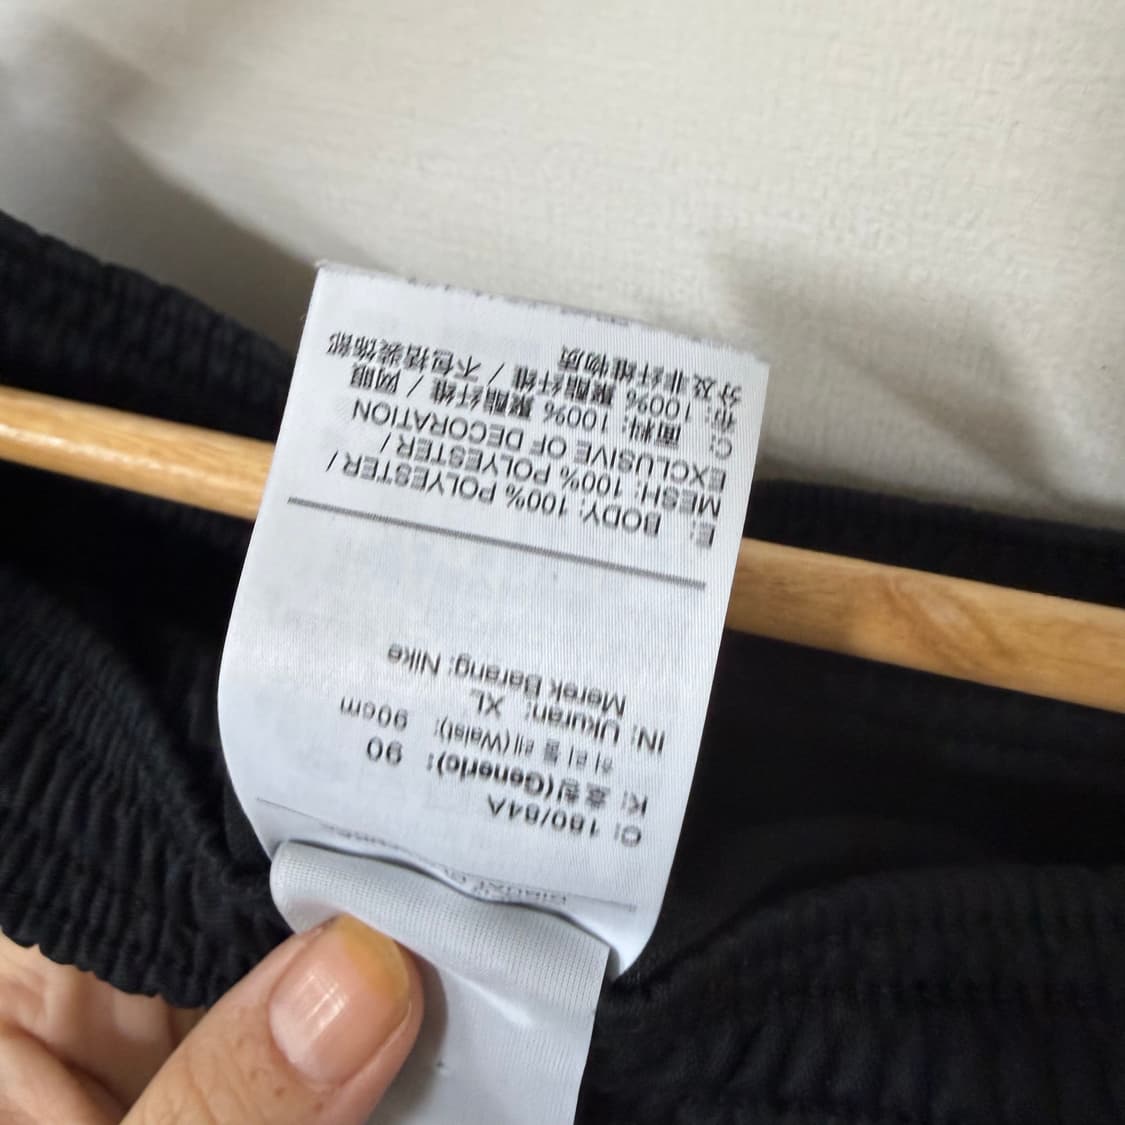 C: 180/84A
K: 호칭(Generic): 90
허리둘레(Waist): 90cm
IN: Ukuran: XL
Merek Barang: Nike
E: BODY: 100% POLYESTER /
MESH: 100% POLYESTER /
EXCLUSIVE OF DECORATION
C: 面料: 100% 聚酯纤维 / 网眼
布: 100% 聚酯纤维 / 不包括装饰部
分及非纤维物质